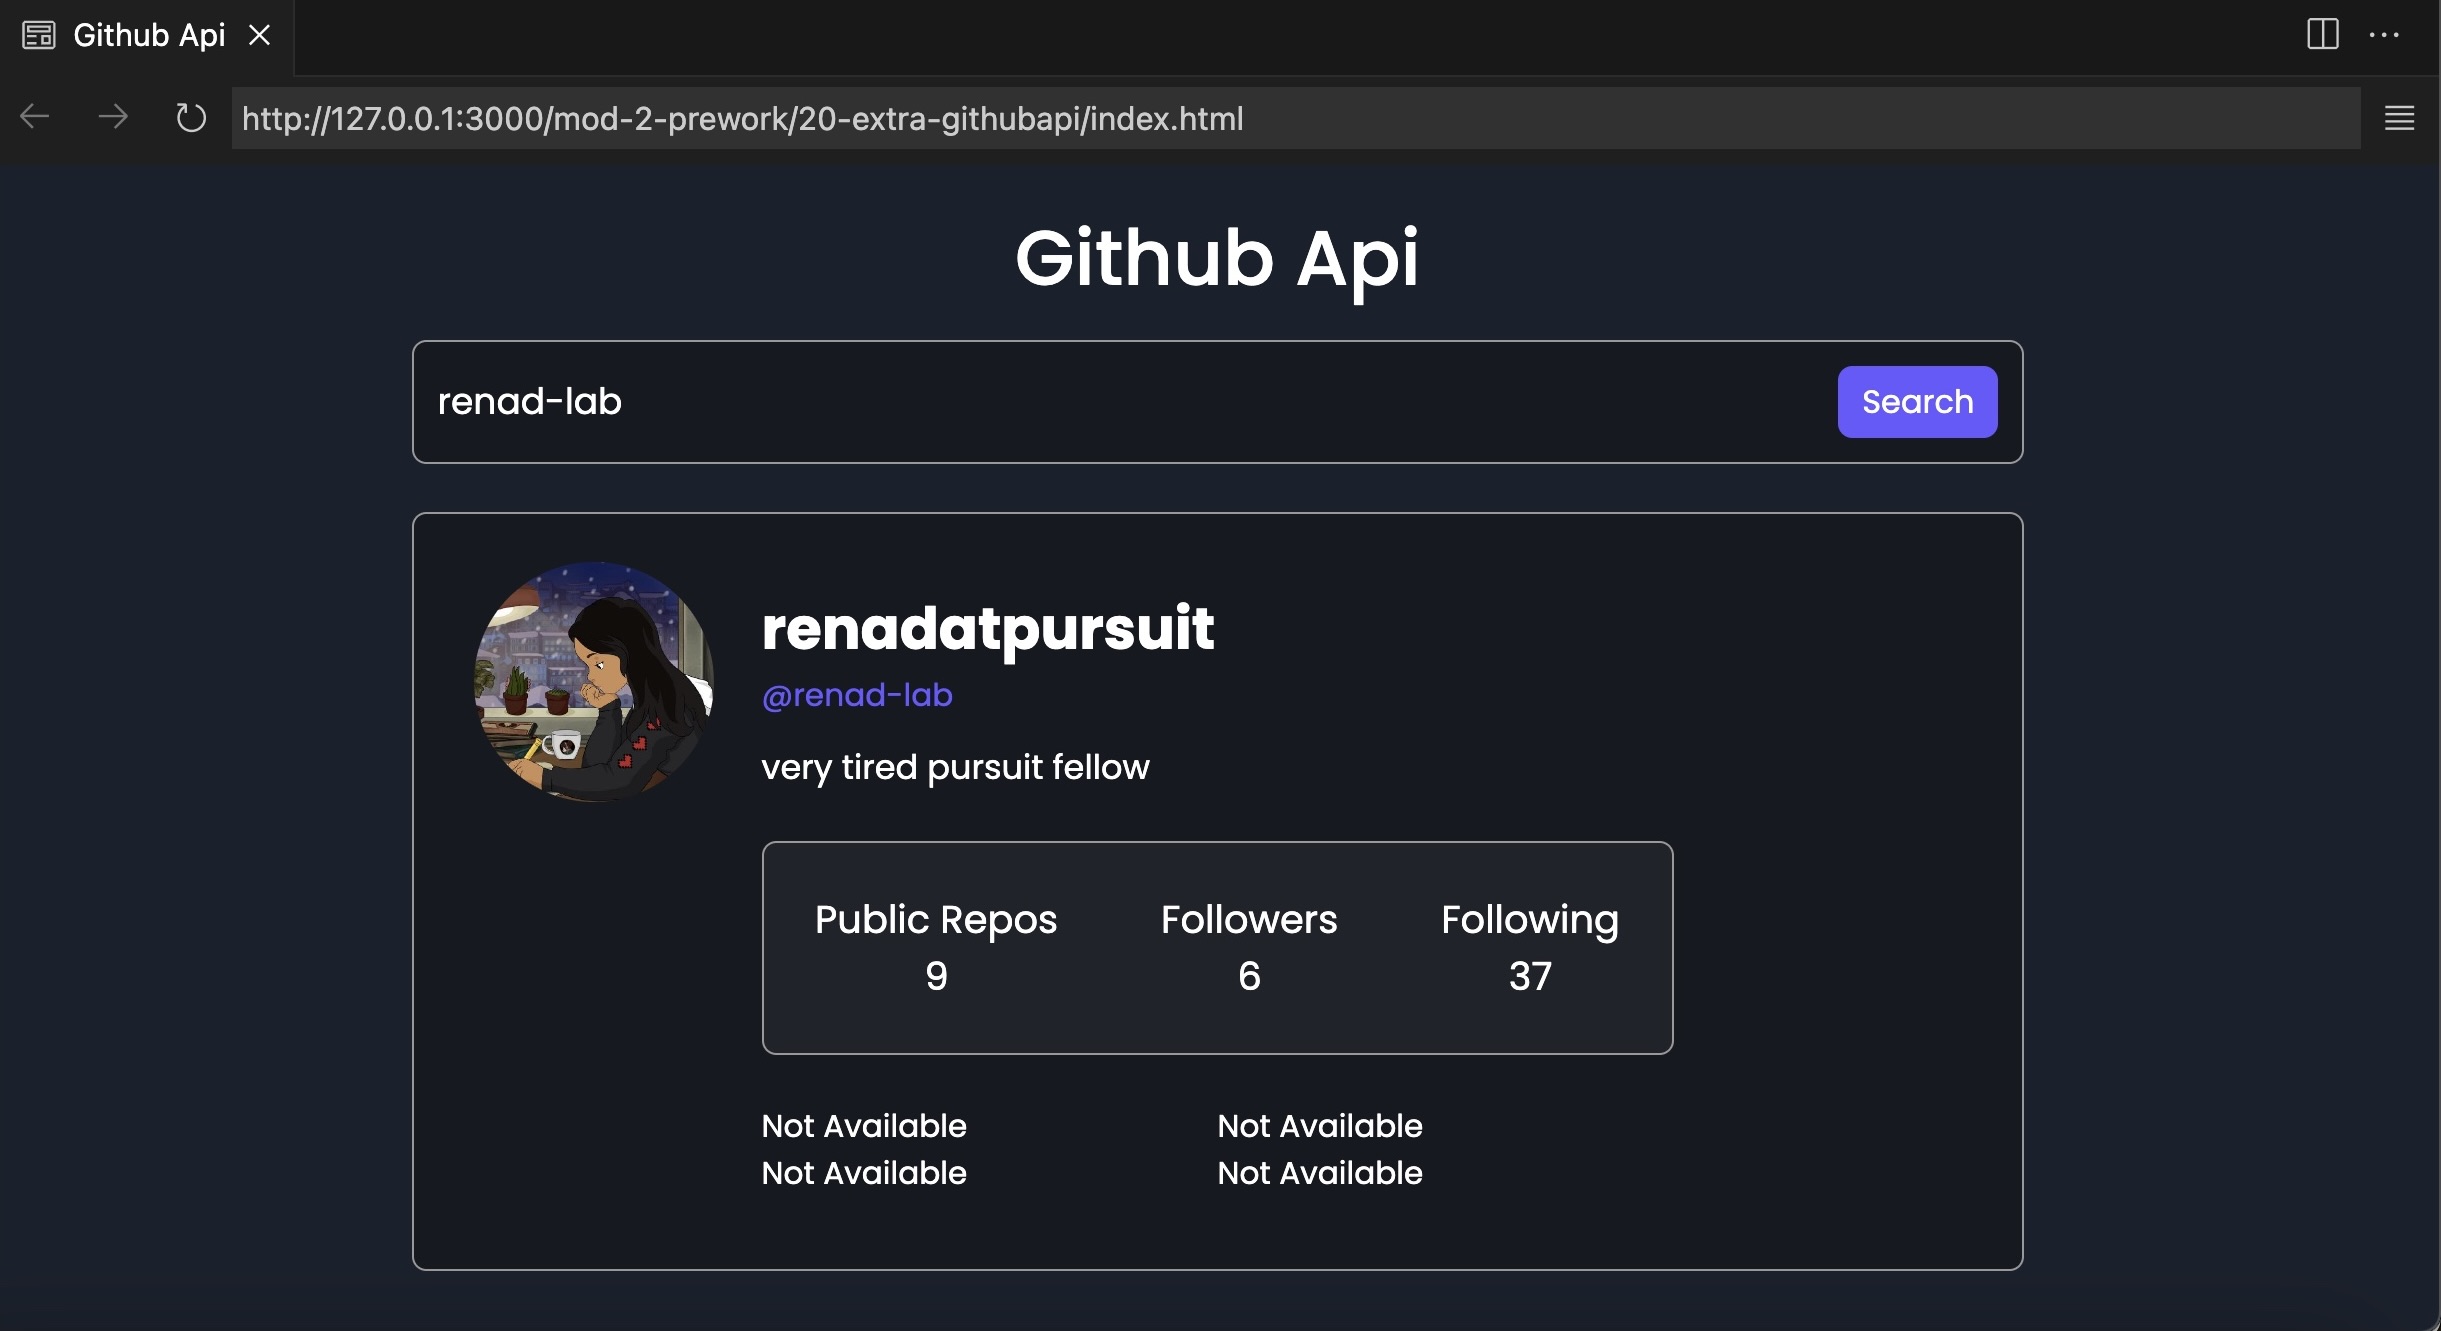 Github Api
http://127.0.0.1:3000/mod-2-prework/20-extra-githubapi/index.html
Github Api
renad-lab
Search
renadatpursuit
@renad-lab
very tired pursuit fellow
Public Repos Followers Following
9 6 37
Not Available Not Available
Not Available Not Available